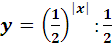 y = (1/2)^|x| : 1/2